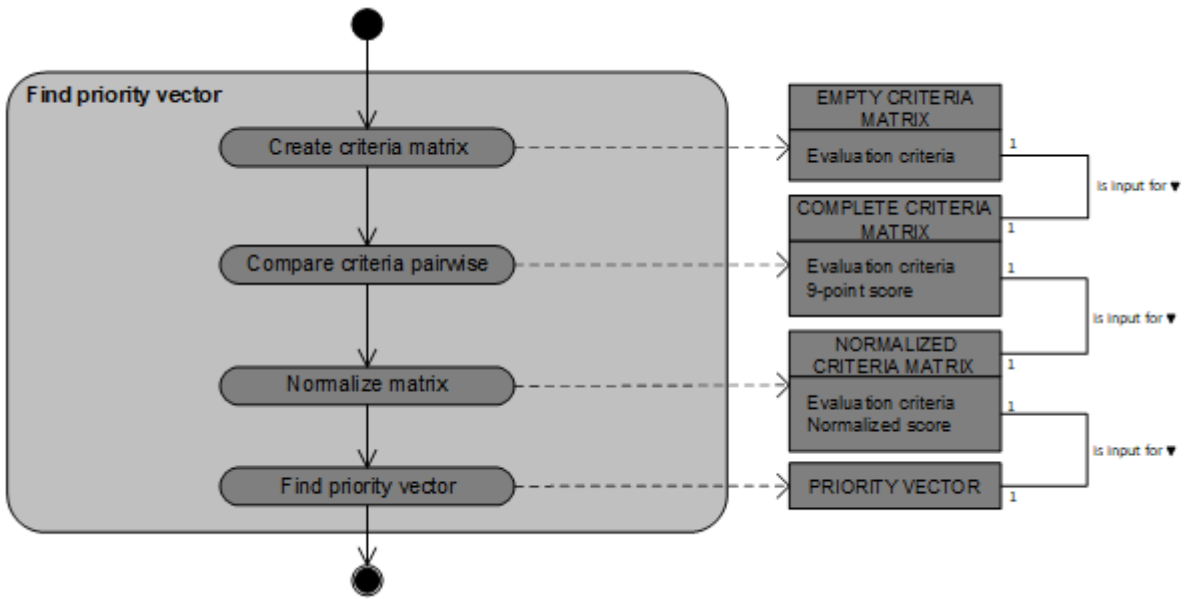 Find priority vector
Create criteria matrix
Compare criteria pairwise
Normalize matrix
Find priority vector
EMPTY CRITERIA
MATRIX
Evaluation criteria
1
is input for ▼
COMPLETE CRITERIA
MATRIX
1
Evaluation criteria
9-point score
1
is input for ▼
NORMALIZED
CRITERIA MATRIX
1
Evaluation criteria
Normalized score
1
is input for ▼
PRIORITY VECTOR
1